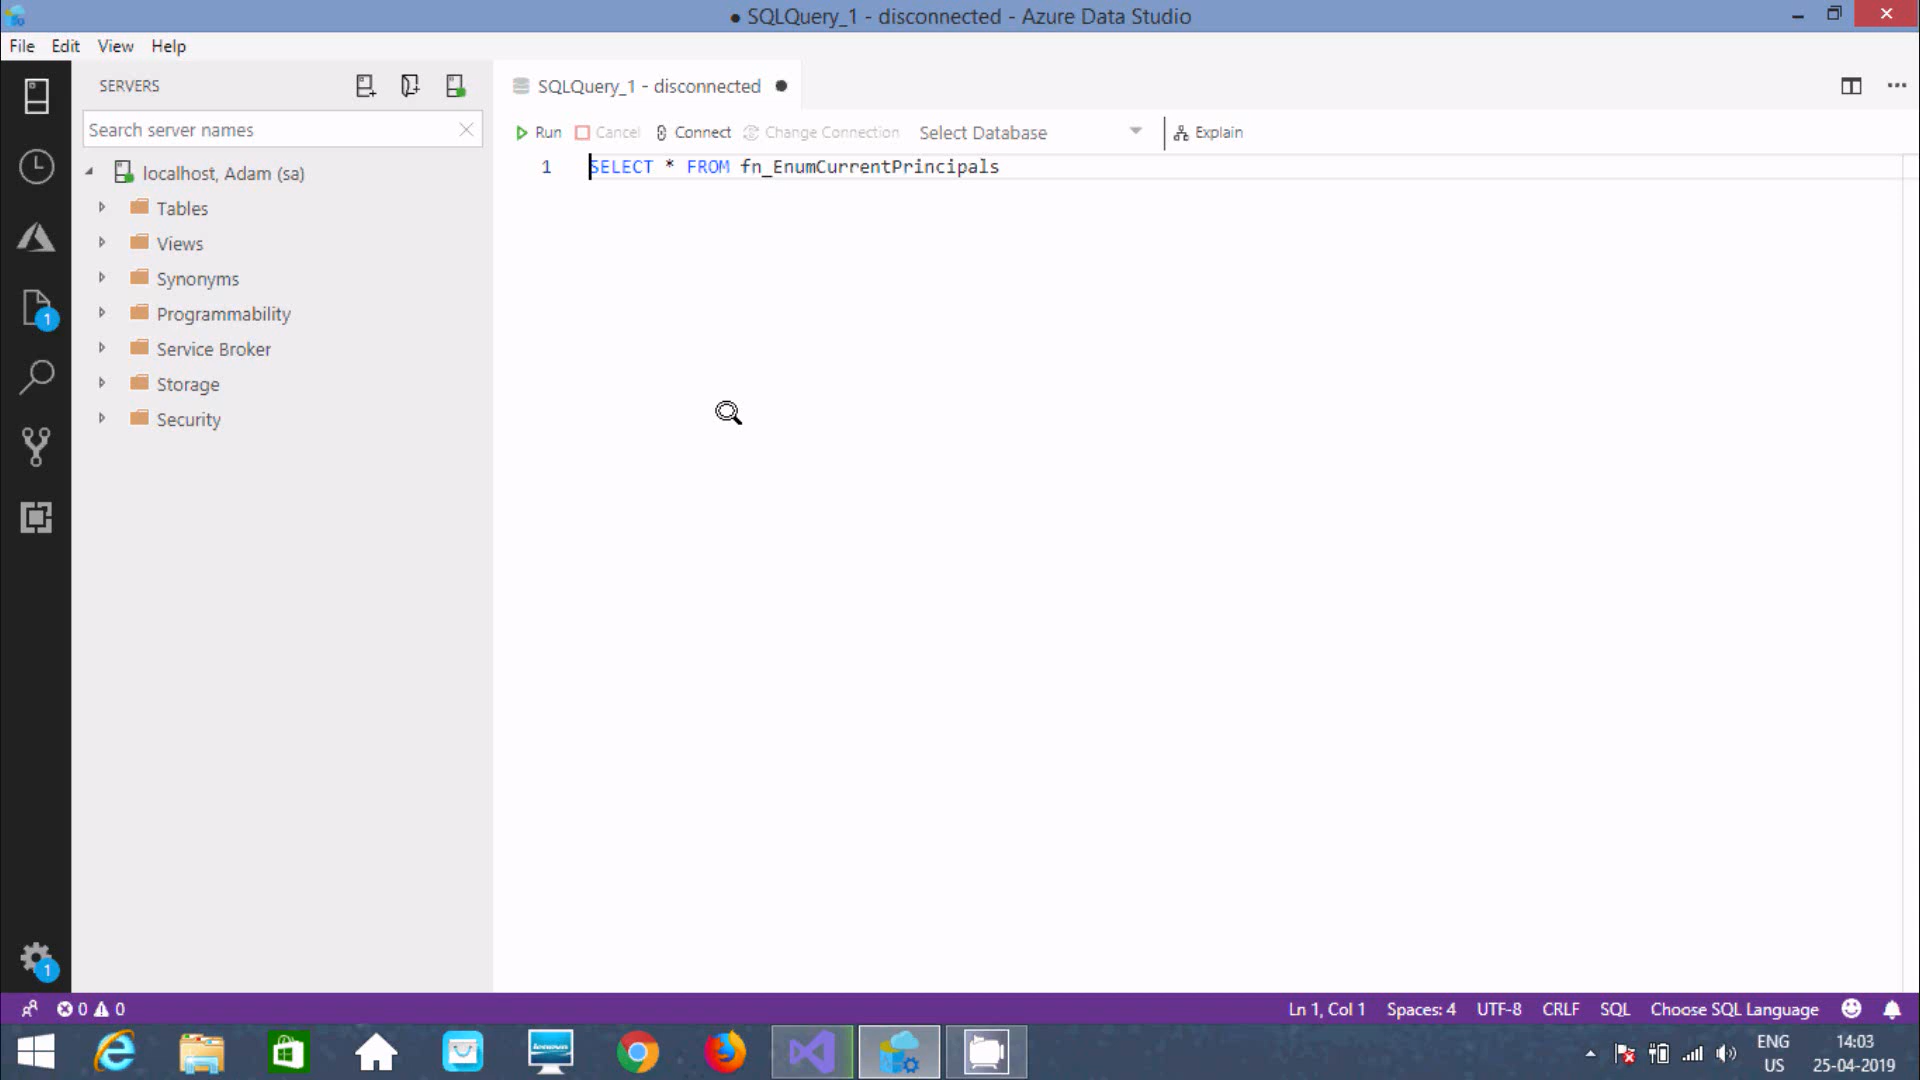 ● SQLQuery_1 - disconnected - Azure Data Studio
File Edit View Help
SERVERS
SQLQuery_1 - disconnected ●
Search server names
Run Cancel Connect Change Connection Select Database Explain
1 SELECT * FROM fn_EnumCurrentPrincipals
localhost, Adam (sa)
Tables
Views
Synonyms
Programmability
1
Service Broker
Storage
Security
1
0 0
Ln 1, Col 1 Spaces: 4 UTF-8 CRLF SQL Choose SQL Language
ENG
US
14:03
25-04-2019